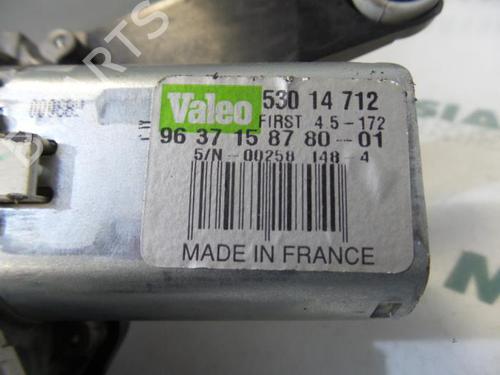 Valeo 530 14 712
FIRST 4.5-172
96 37 15 87 80-01
S/N-00258 148-4
MADE IN FRANCE